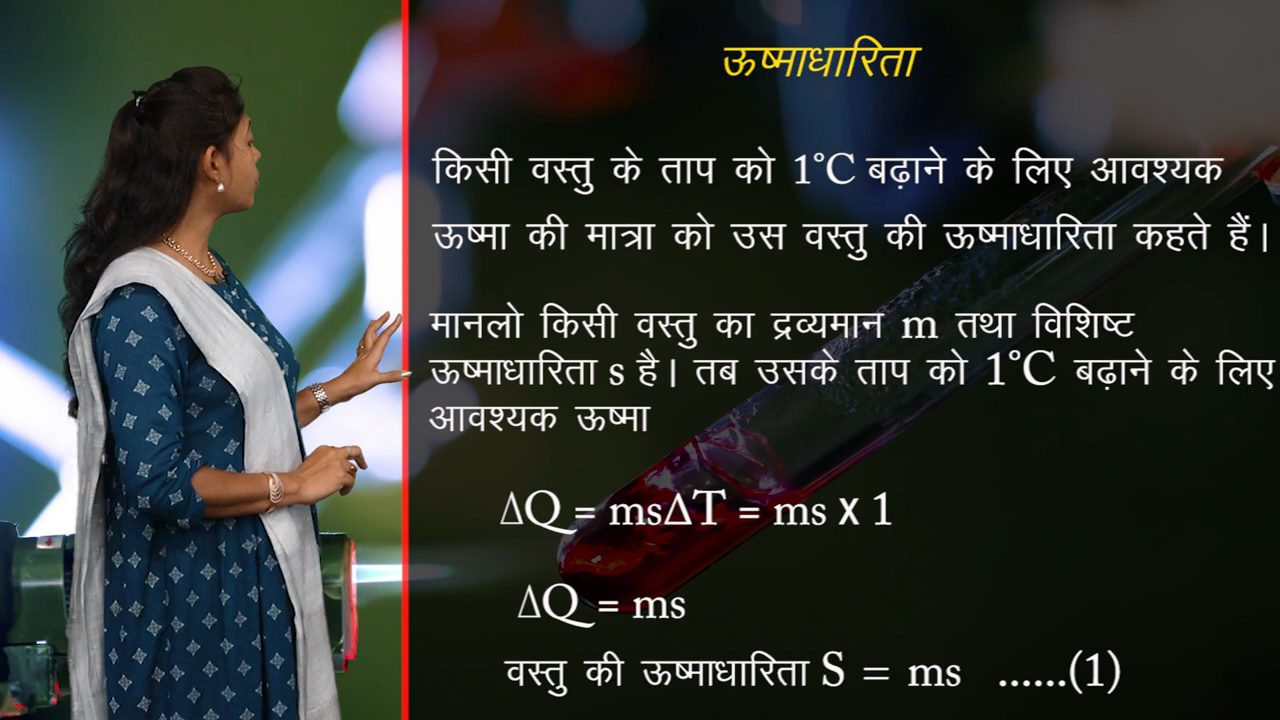 ऊष्माधारिता
किसी वस्तु के ताप को 1°C बढ़ाने के लिए आवश्यक
ऊष्मा की मात्रा को उस वस्तु की ऊष्माधारिता कहते हैं।
मानलो किसी वस्तु का द्रव्यमान m तथा विशिष्ट
ऊष्माधारिता s है। तब उसके ताप को 1°C बढ़ाने के लिए
आवश्यक ऊष्मा
ΔQ = msΔT = ms x 1
ΔQ = ms
वस्तु की ऊष्माधारिता S = ms ......(1)